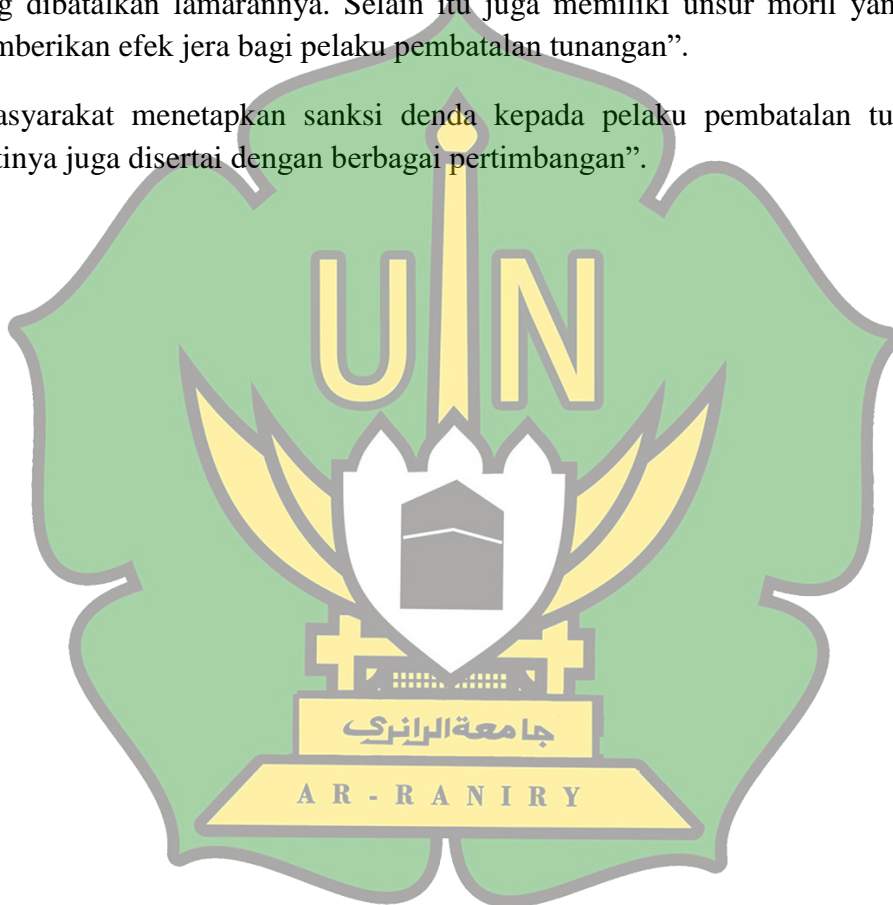 dibatalkan lamarannya. Selain itu juga memiliki unsur moril
efek jera bagi pelaku pembatalan tunangan”.
menetapkan sanksi denda kepada pelaku pembatalan
juga disertai dengan berbagai pertimbangan”.
UIN
جامعة الرانري
AR-RANIRY